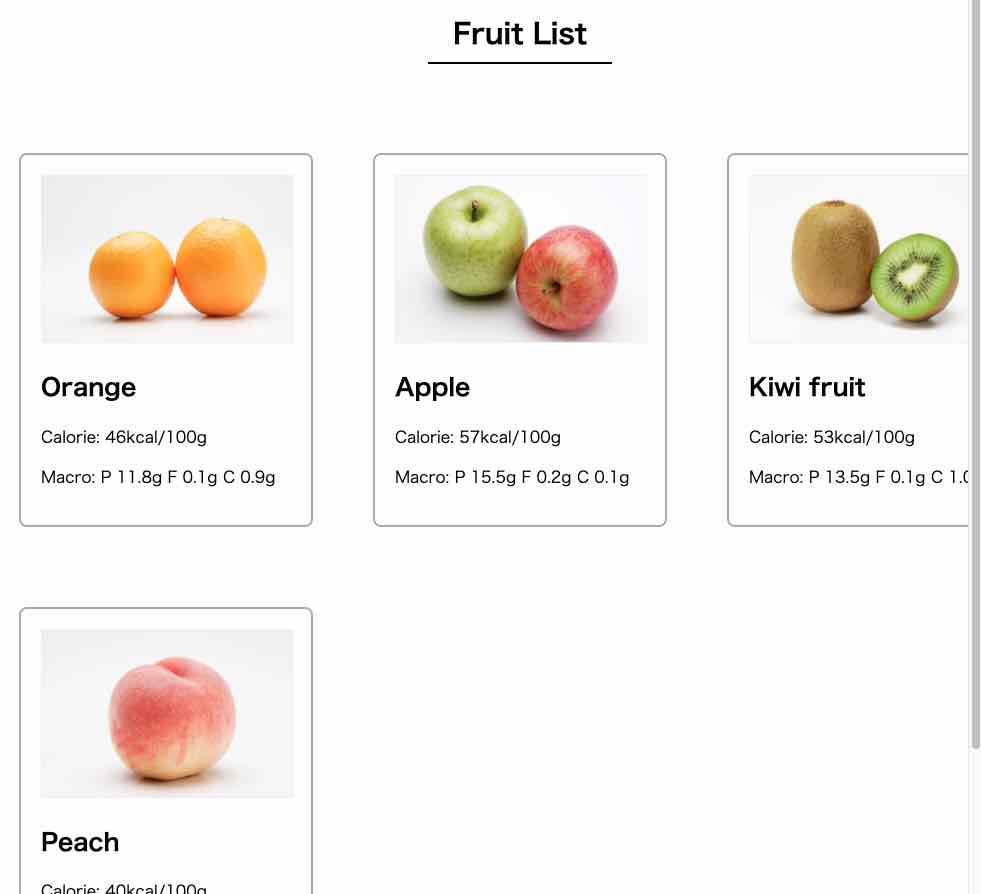 Fruit List
Orange
Calorie: 46kcal/100g
Macro: P 11.8g F 0.1g C 0.9g
Apple
Calorie: 57kcal/100g
Macro: P 15.5g F 0.2g C 0.1g
Kiwi fruit
Calorie: 53kcal/100g
Macro: P 13.5g F 0.1g C 1.0
Peach
Calorie: 40kcal/100g